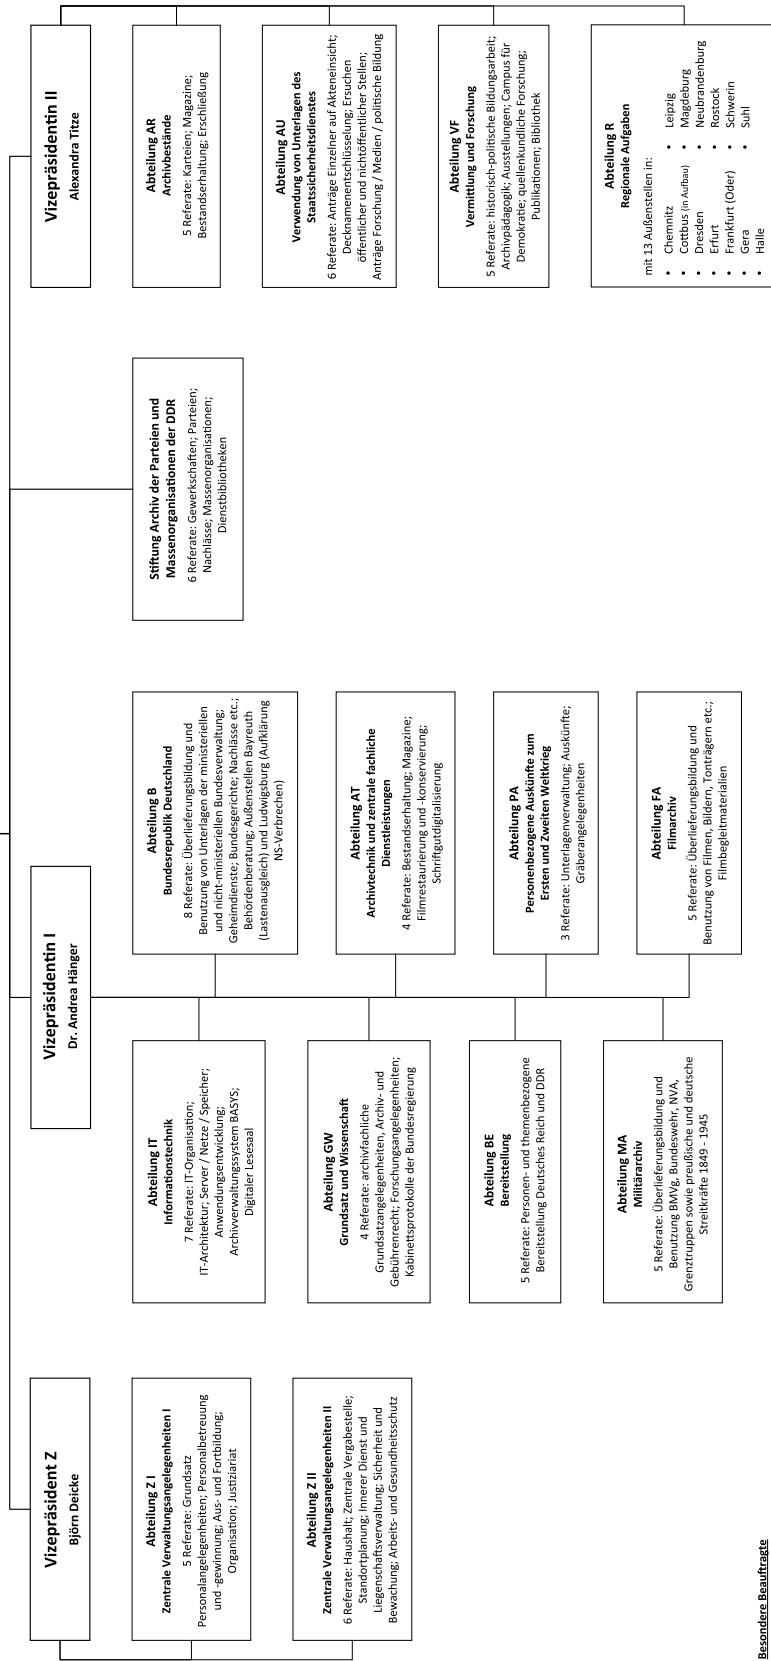 Vizepräsident Z
Björn Deicke
Abteilung Z I
Zentrale Verwaltungsangelegenheiten I
5 Referate: Grundsatz
Personalangelegenheiten; Personalbetreuung
und -gewinnung; Aus- und Fortbildung;
Organisation; Justiziariat
Abteilung Z II
Zentrale Verwaltungsangelegenheiten II
6 Referate: Haushalt; Zentrale Vergabestelle;
Standortplanung; Innerer Dienst und
Liegenschaftsverwaltung; Sicherheit und
Bewachung; Arbeits- und Gesundheitsschutz
Vizepräsidentin I
Dr. Andrea Hänger
Abteilung IT
Informationstechnik
7 Referate: IT-Organisation;
IT-Architektur; Server / Netze / Speicher;
Anwendungsentwicklung;
Archivverwaltungssystem BASYS;
Digitaler Lesesaal
Abteilung GW
Grundsatz und Wissenschaft
4 Referate: archivfachliche
Grundsatzangelegenheiten, Archiv- und
Gebührenrecht; Forschungsangelegenheiten;
Kabinettsprotokolle der Bundesregierung
Abteilung BE
Bereitstellung
5 Referate: Personen- und themenbezogene
Bereitstellung Deutsches Reich und DDR
Abteilung MA
Militärarchiv
5 Referate: Überlieferungsbildung und
Benutzung BMVg, Bundeswehr, NVA,
Grenztruppen sowie preußische und deutsche
Streitkräfte 1849 - 1945
Abteilung B
Bundesrepublik Deutschland
8 Referate: Überlieferungsbildung und
Benutzung von Unterlagen der ministeriellen
und nicht-ministeriellen Bundesverwaltung;
Geheimdienste; Bundesgerichte; Nachlässe etc.;
Behördenberatung; Außenstellen Bayreuth
(Lastenausgleich) und Ludwigsburg (Aufklärung
NS-Verbrechen)
Abteilung AT
Archivtechnik und zentrale fachliche
Dienstleistungen
4 Referate: Bestandserhaltung; Magazine;
Filmrestaurierung und -konservierung;
Schriftgutdigitalisierung
Abteilung PA
Personenbezogene Auskünfte zum
Ersten und Zweiten Weltkrieg
3 Referate: Unterlagenverwaltung; Auskünfte;
Gräberangelegenheiten
Abteilung FA
Filmarchiv
5 Referate: Überlieferungsbildung und
Benutzung von Filmen, Bildern, Tonträgern etc.;
Filmbegleitmaterialien
Stiftung Archiv der Parteien und
Massenorganisationen der DDR
6 Referate: Gewerkschaften; Parteien;
Nachlässe; Massenorganisationen;
Dienstbibliotheken
Vizepräsidentin II
Alexandra Titze
Abteilung AR
Archivbestände
5 Referate: Karteien; Magazine;
Bestandserhaltung; Erschließung
Abteilung AU
Verwendung von Unterlagen des
Staatssicherheitsdienstes
6 Referate: Anträge Einzelner auf Akteneinsicht;
Decknamenentschlüsselung; Ersuchen
öffentlicher und nichtöffentlicher Stellen;
Anträge Forschung / Medien / politische Bildung
Abteilung VF
Vermittlung und Forschung
5 Referate: historisch-politische Bildungsarbeit;
Archivpädagogik; Ausstellungen; Campus für
Demokratie; quellenkundliche Forschung;
Publikationen; Bibliothek
Abteilung R
Regionale Aufgaben
mit 13 Außenstellen in:
• Chemnitz
• Cottbus (in Aufbau)
• Dresden
• Erfurt
• Frankfurt (Oder)
• Gera
• Halle
• Leipzig
• Magdeburg
• Neubrandenburg
• Rostock
• Schwerin
• Suhl
Besondere Beauftragte